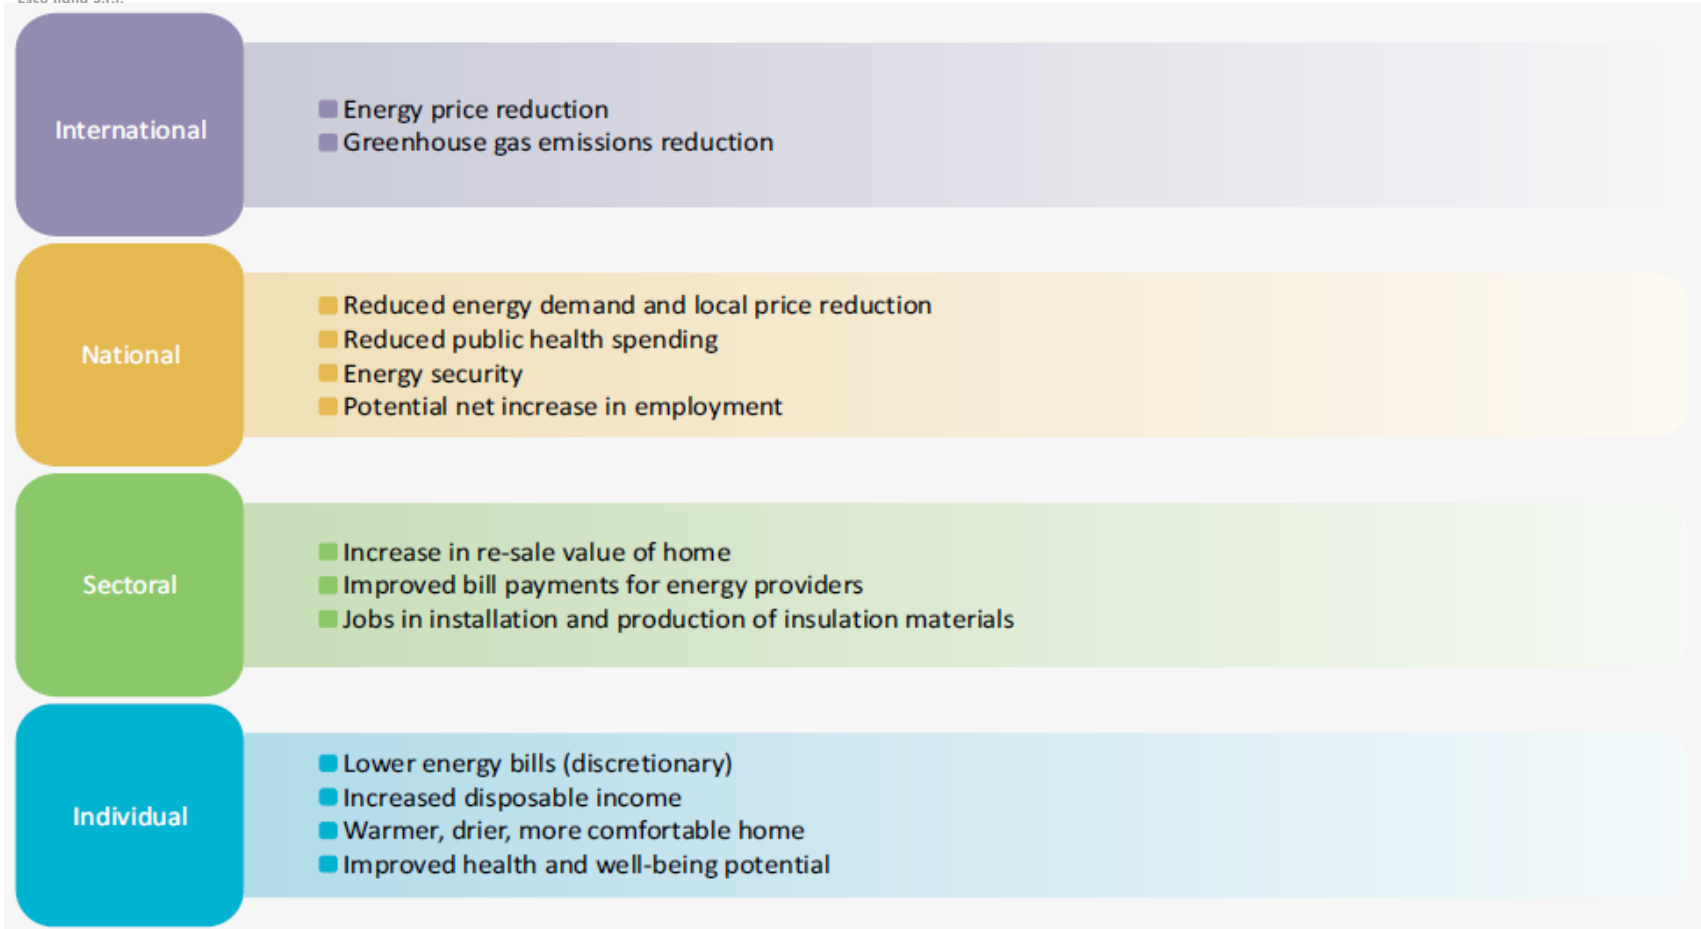 International
Energy price reduction
Greenhouse gas emissions reduction
National
Reduced energy demand and local price reduction
Reduced public health spending
Energy security
Potential net increase in employment
Sectoral
Increase in re-sale value of home
Improved bill payments for energy providers
Jobs in installation and production of insulation materials
Individual
Lower energy bills (discretionary)
Increased disposable income
Warmer, drier, more comfortable home
Improved health and well-being potential